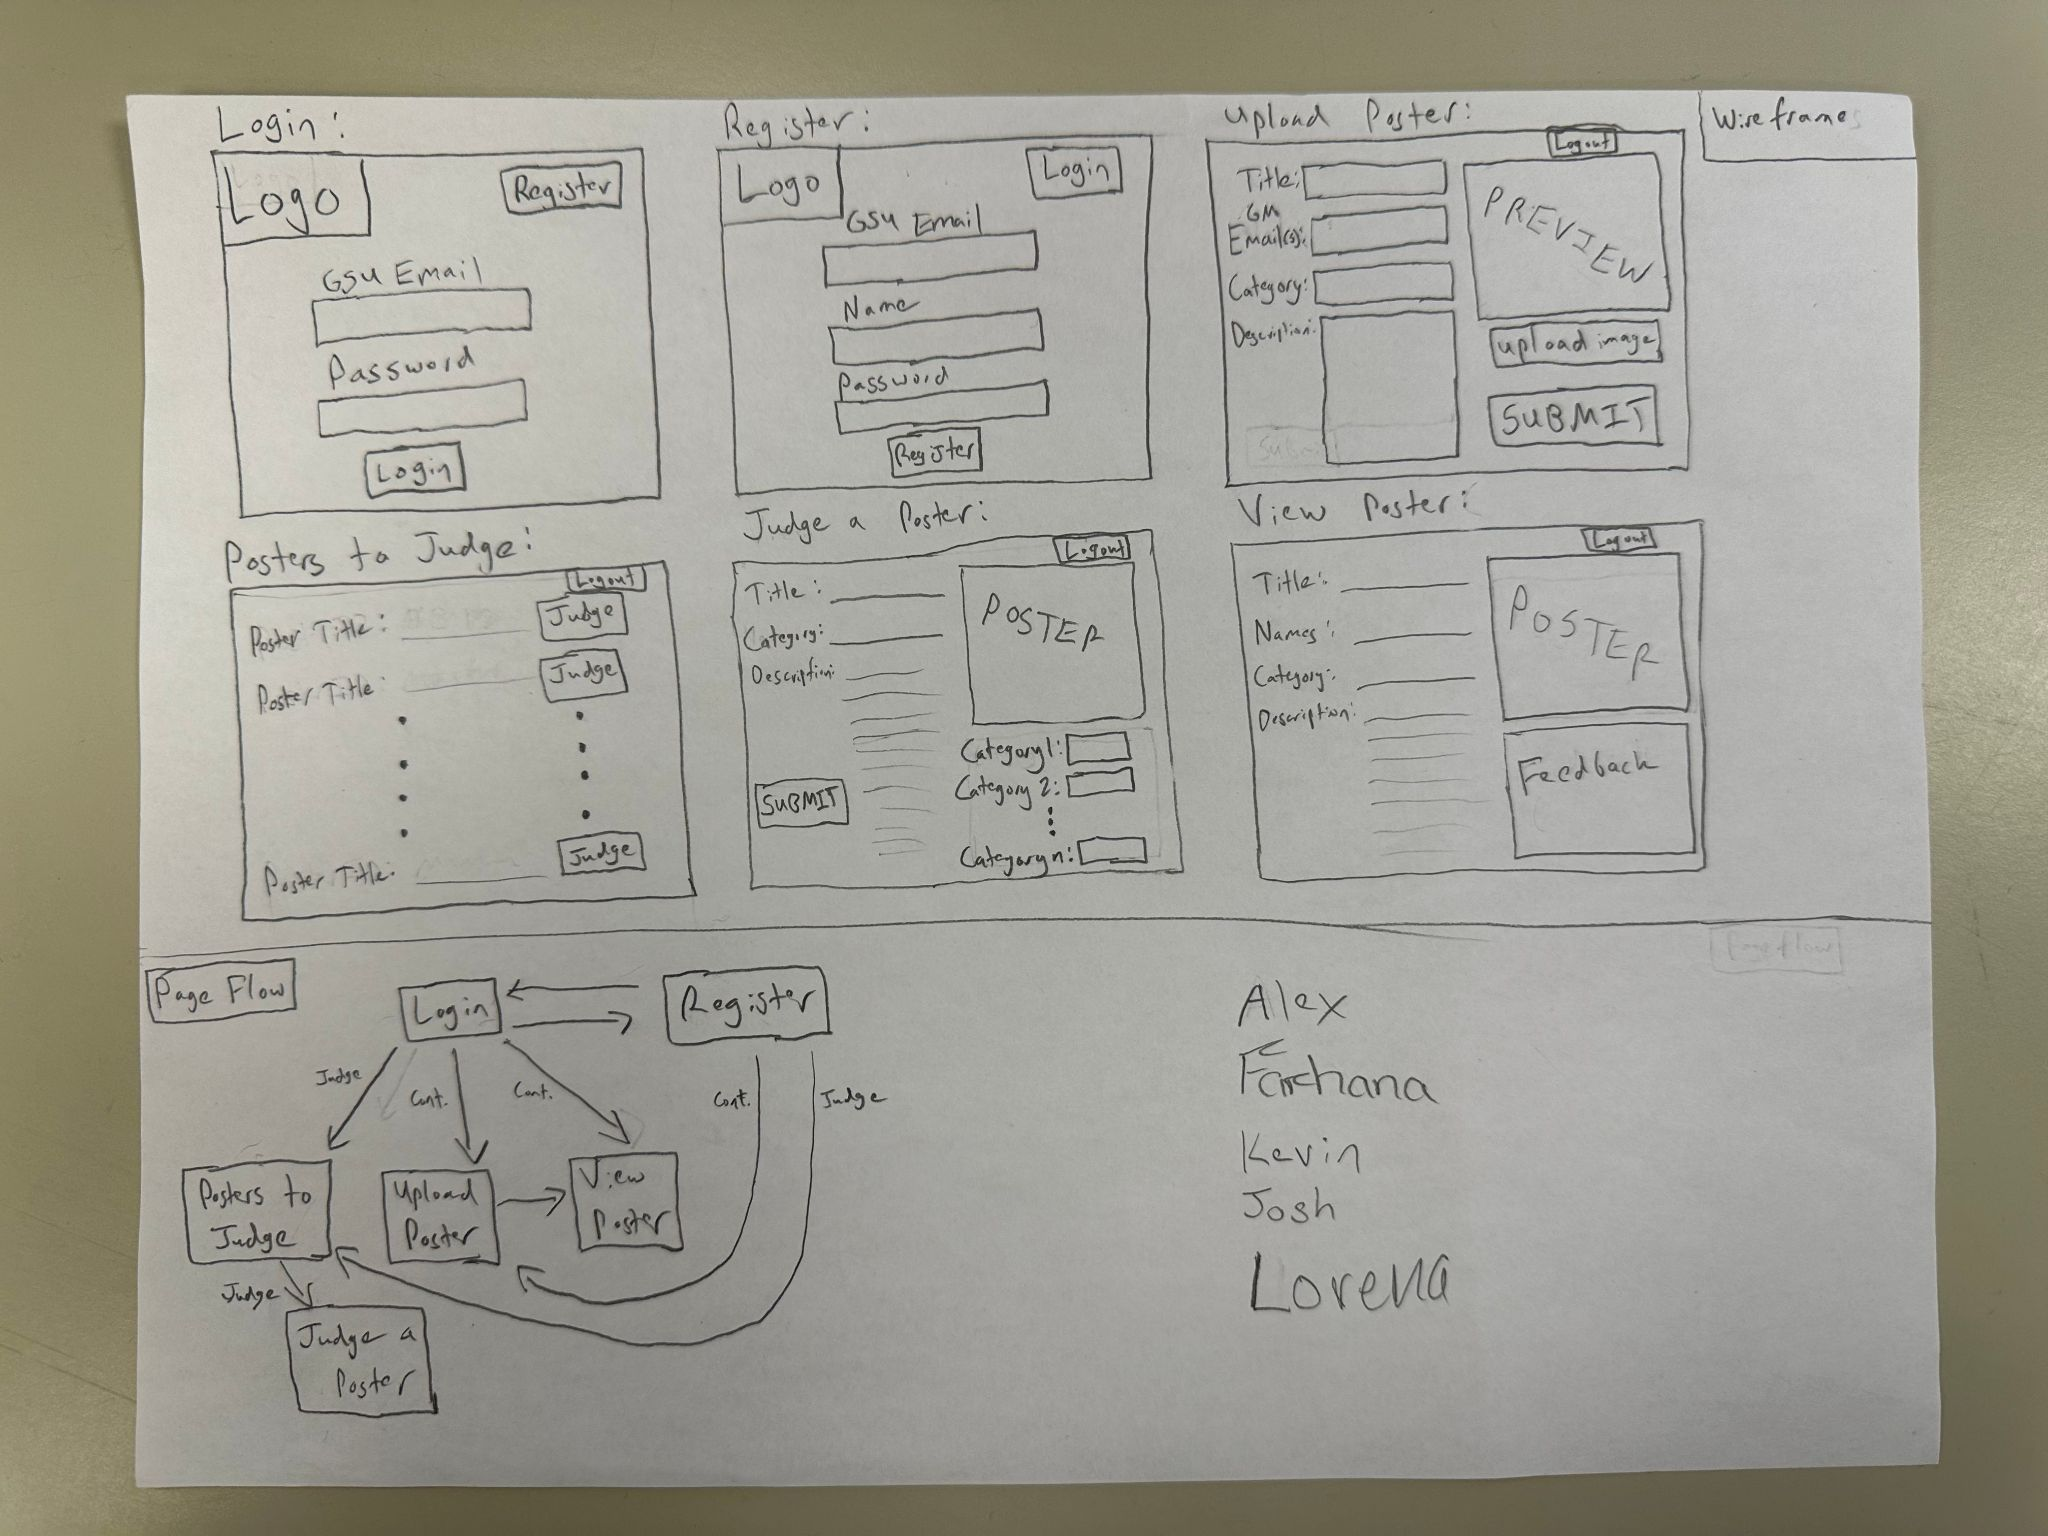 Wireframes
Login:
Logo
Register
GSU Email
Password
Login
Register:
Logo
Login
GSU Email
Name
Password
Register
Upload Poster:
Logout
Title:
GM
Email(s):
Category:
Description:
PREVIEW
Upload image
SUBMIT
Submit
Posters to Judge:
Logout
Poster Title:
Judge
Poster Title:
Judge
Poster Title:
Judge
Judge a Poster:
Logout
Title:
Category:
Description:
POSTER
Category 1:
Category 2:
Category n:
SUBMIT
View Poster:
Logout
Title:
Names:
Category:
Description:
POSTER
Feedback
Page Flow
Page flow
Login
Register
Judge
Cont.
Cont.
Cont.
Judge
Posters to
Judge
Upload
Poster
View
Poster
Judge
Judge a
Poster
Alex
Farhana
Kevin
Josh
Lorena